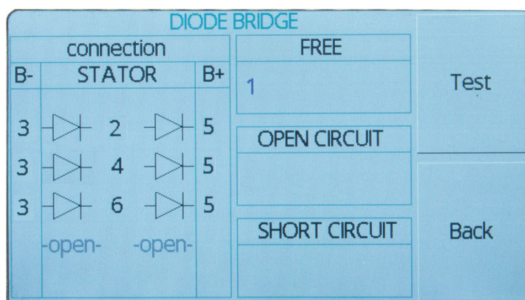 DIODE BRIDGE
connection
B- STATOR B+
3 2 5
3 4 5
3 6 5
-open- -open-
FREE
1
OPEN CIRCUIT
SHORT CIRCUIT
Test
Back